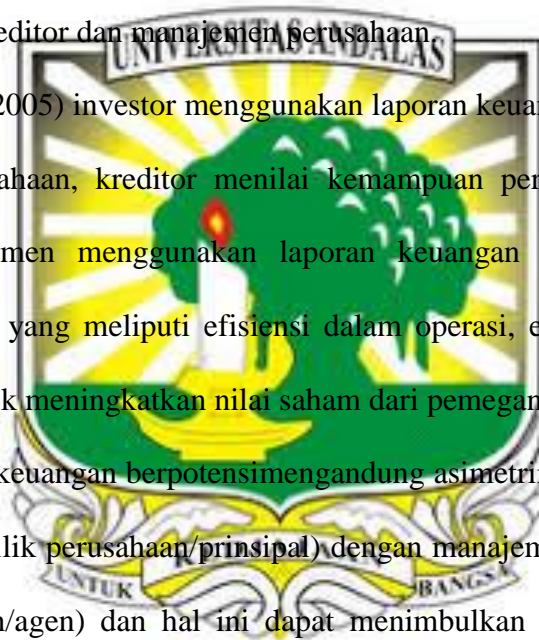 editor dan manajemen perusahaan.
UNIVERSITAS ANDALAS
2005) investor menggunakan laporan keuan
ahaan, kreditor menilai kemampuan per
men menggunakan laporan keuangan
yang meliputi efisiensi dalam operasi, e
k meningkatkan nilai saham dari pemegan
keuangan berpotensimengandung asimetri
ilik perusahaan/prinsipal) dengan manajem
UNTUK
BANGSA
n/agen) dan hal ini dapat menimbulkan